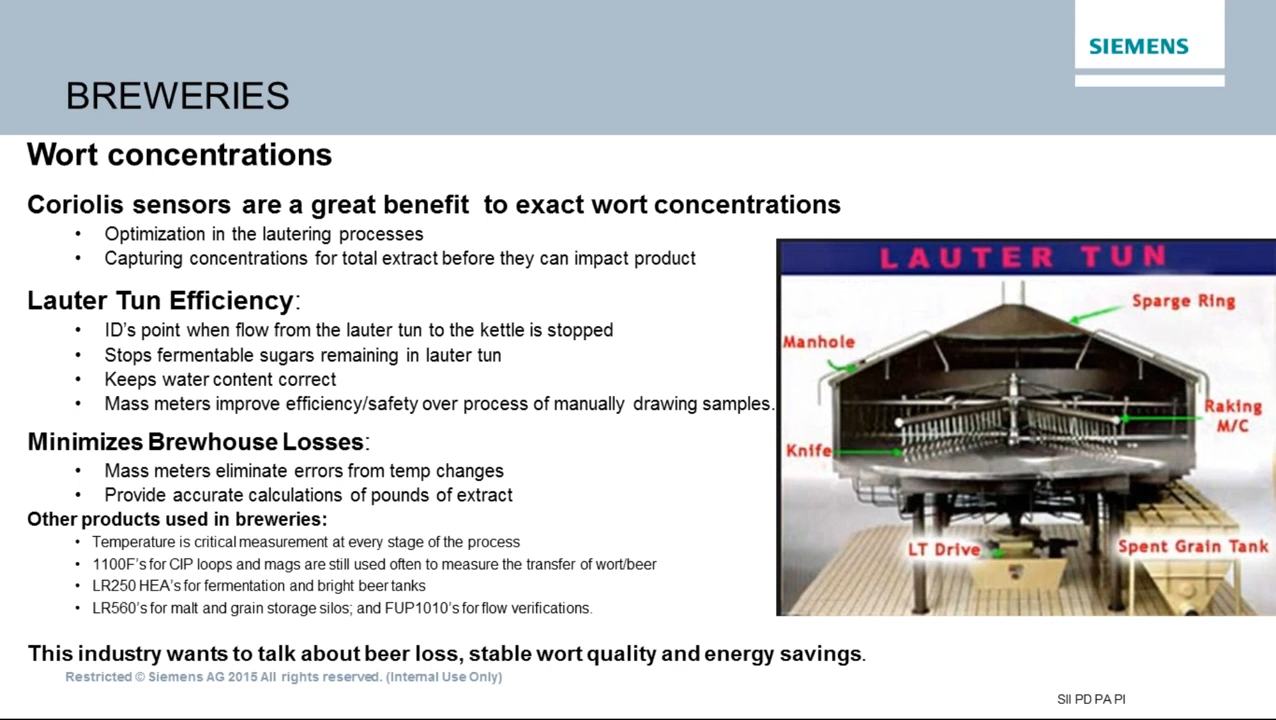 SIEMENS
BREWERIES
Wort concentrations
Coriolis sensors are a great benefit to exact wort concentrations
• Optimization in the lautering processes
• Capturing concentrations for total extract before they can impact product
Lauter Tun Efficiency:
• ID's point when flow from the lauter tun to the kettle is stopped
• Stops fermentable sugars remaining in lauter tun
• Keeps water content correct
• Mass meters improve efficiency/safety over process of manually drawing samples.
Minimizes Brewhouse Losses:
• Mass meters eliminate errors from temp changes
• Provide accurate calculations of pounds of extract
Other products used in breweries:
• Temperature is critical measurement at every stage of the process
• 1100F's for CIP loops and mags are still used often to measure the transfer of wort/beer
• LR250 HEA's for fermentation and bright beer tanks
• LR560's for malt and grain storage silos; and FUP1010's for flow verifications.
LAUTER TUN
Sparge Ring
Manhole
Raking
M/C
Knife
LT Drive
Spent Grain Tank
This industry wants to talk about beer loss, stable wort quality and energy savings.
Restricted © Siemens AG 2015 All rights reserved. (Internal Use Only)
SII PD PA PI